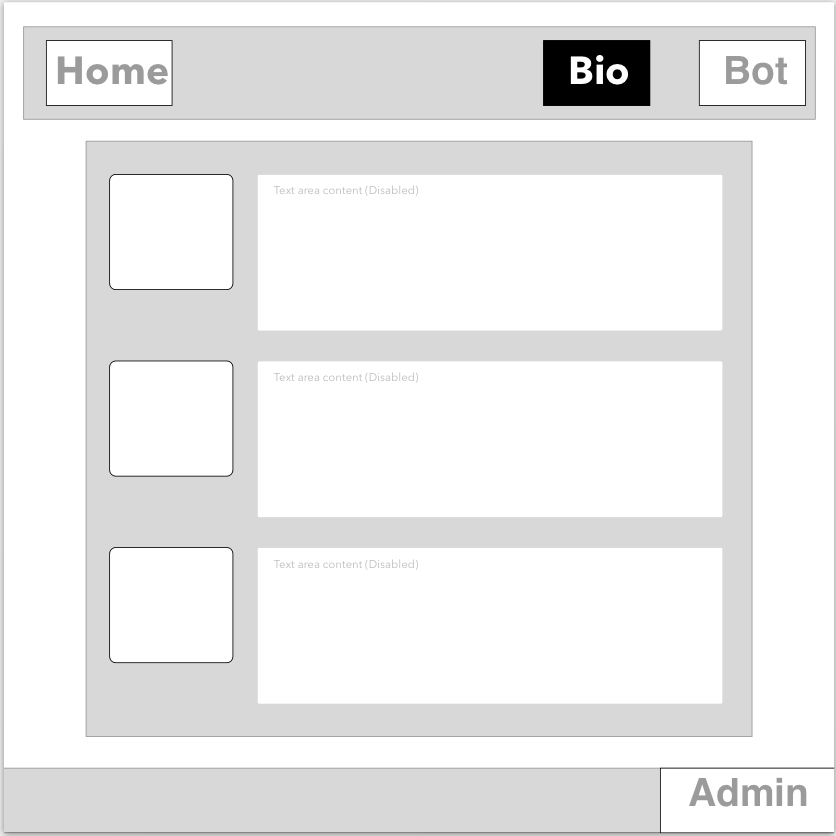 Home
Bio
Bot
Text area content (Disabled)
Text area content (Disabled)
Text area content (Disabled)
Admin